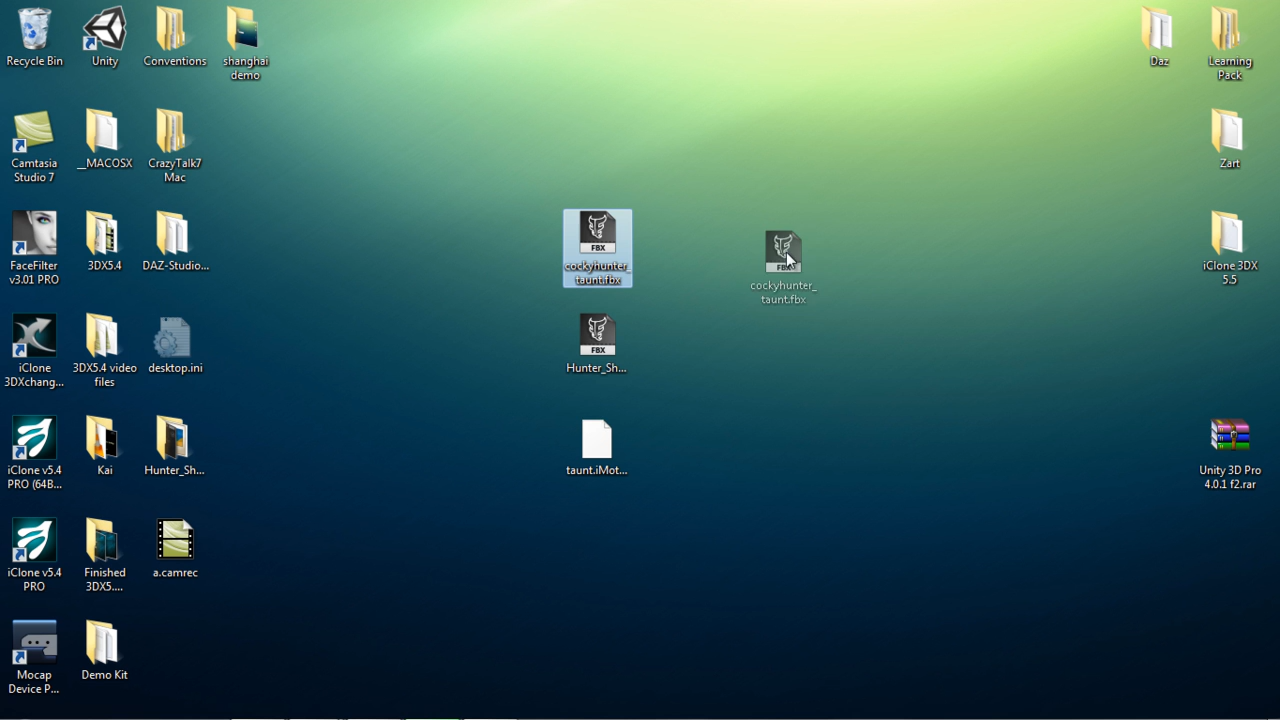 Recycle Bin
Unity
Conventions
shanghai
demo
Daz
Learning
Pack
Camtasia
Studio 7
__MACOSX
CrazyTalk7
Mac
Zart
FaceFilter
v3.01 PRO
3DX5.4
DAZ-Studio...
FBX
cockyhunter_
taunt.fbx
FBX
cockyhunter_
taunt.fbx
iClone 3DX
5.5
iClone
3DXchang...
3DX5.4 video
files
desktop.ini
FBX
Hunter_Sh...
iClone v5.4
PRO (64B...
Kai
Hunter_Sh...
taunt.iMot...
Unity 3D Pro
4.0.1 f2.rar
iClone v5.4
PRO
Finished
3DX5....
a.camrec
Mocap
Device P...
Demo Kit